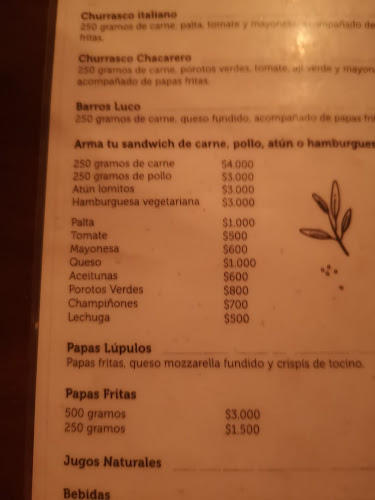 Churrasco Italiano
250 gramos de carne, palta, tomate y mayonesa, acompañado de
fritas.
Churrasco Chacarero
250 gramos de carne, porotos verdes, tomate, ají verde y mayon
acompañado de papas fritas.
Barros Luco
250 gramos de carne, queso fundido, acompañado de papas fri
Arma tu sandwich de carne, pollo, atún o hamburgues
250 gramos de carne $4.000
250 gramos de pollo $3.000
Atún lomitos $3.000
Hamburguesa vegetariana $3.000
Palta $1.000
Tomate $500
Mayonesa $600
Queso $1.000
Aceitunas $600
Porotos Verdes $800
Champiñones $700
Lechuga $500
Papas Lúpulos
Papas fritas, queso mozzarella fundido y crispis de tocino.
Papas Fritas
500 gramos $3.000
250 gramos $1.500
Jugos Naturales
Bebidas